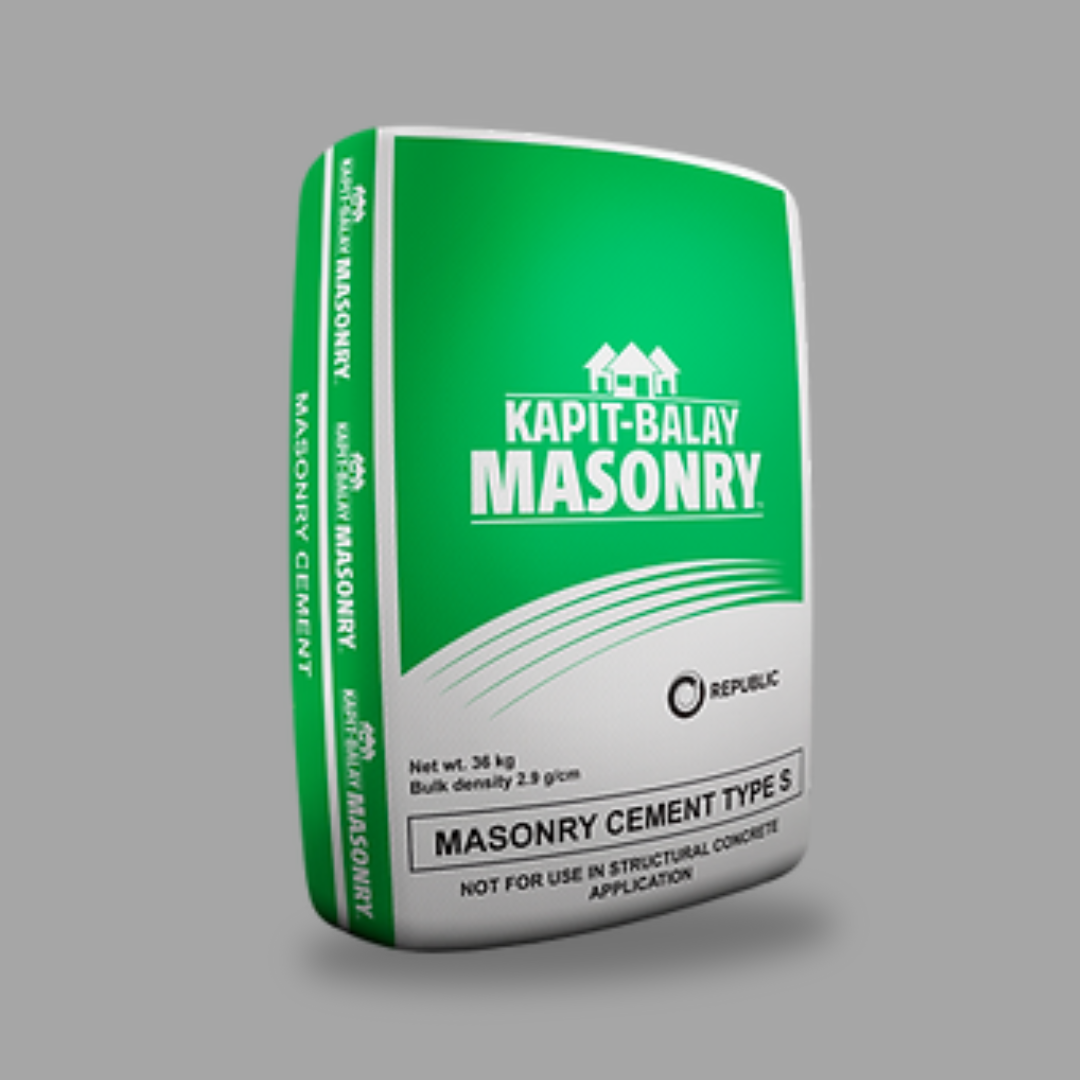 KAPIT-BALAY
MASONRY
REPUBLIC
Net wt. 36 kg
Bulk density 2.9 g/cm
MASONRY CEMENT TYPE S
NOT FOR USE IN STRUCTURAL CONCRETE
APPLICATION
MASONRY CEMENT
KAPIT-BALAY MASONRY
KAPIT-BALAY MASONRY
KAPIT-BALAY MASONRY